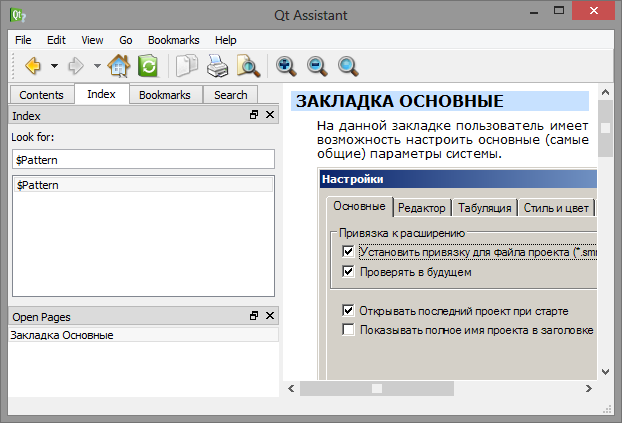 Qt Assistant
File Edit View Go Bookmarks Help
Contents Index Bookmarks Search
Index
Look for:
$Pattern
$Pattern
Open Pages
Закладка Основные
ЗАКЛАДКА ОСНОВНЫЕ
На данной закладке пользователь имеет
возможность настроить основные (самые
общие) параметры системы.
Настройки
Основные Редактор Табуляция Стиль и цвет
Привязка к расширению
Установить привязку для файла проекта (*.sm
Проверять в будущем
Открывать последний проект при старте
Показывать полное имя проекта в заголовке